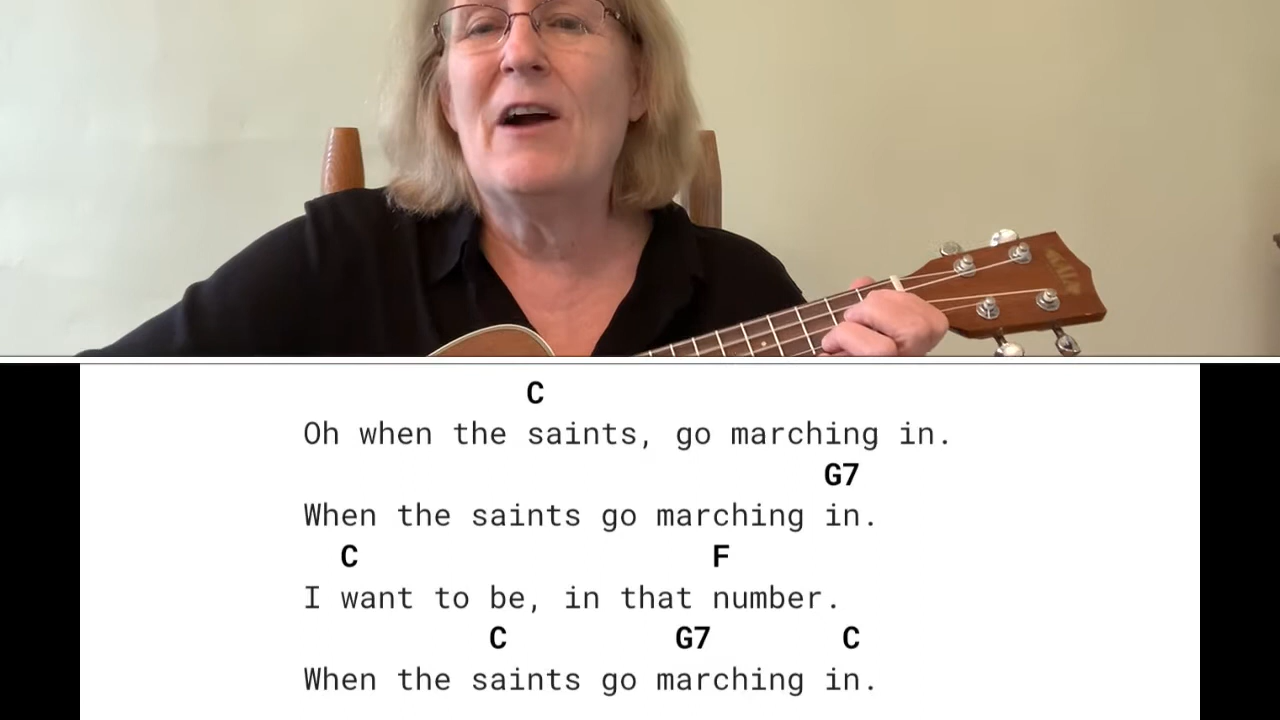 C
Oh when the saints, go marching in.
G7
When the saints go marching in.
C F
I want to be, in that number.
C G7 C
When the saints go marching in.